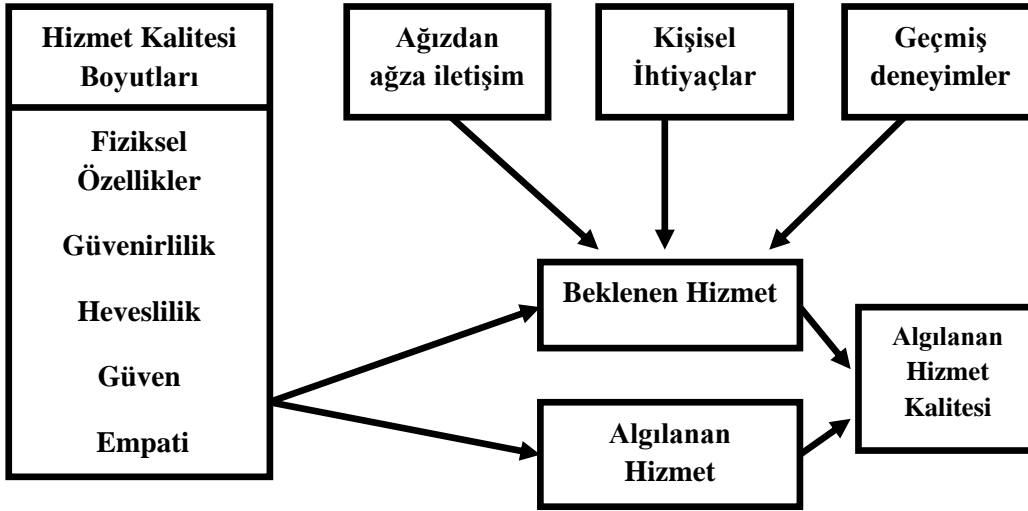 Hizmet Kalitesi
Boyutları
Fiziksel
Özellikler
Güvenirlilik
Heveslilik
Güven
Empati
Ağızdan
ağza iletişim
Kişisel
İhtiyaçlar
Geçmiş
deneyimler
Beklenen Hizmet
Algılanan
Hizmet
Algılanan
Hizmet
Kalitesi